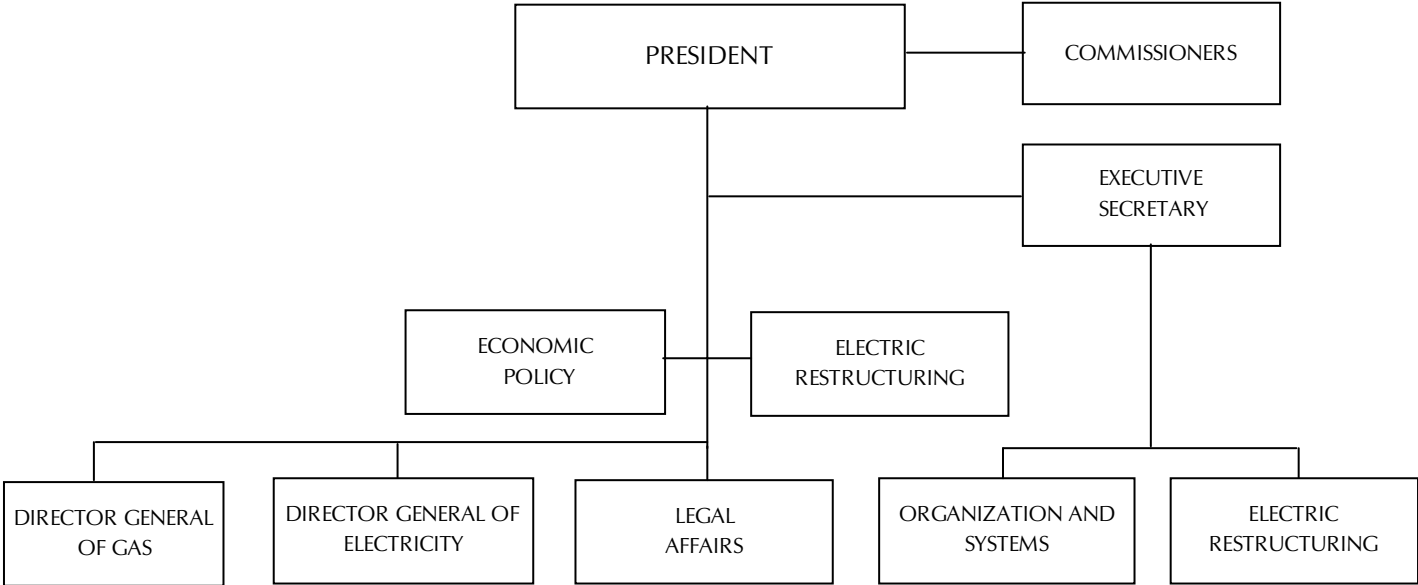 PRESIDENT
COMMISSIONERS
EXECUTIVE
SECRETARY
ECONOMIC
POLICY
ELECTRIC
RESTRUCTURING
DIRECTOR GENERAL
OF GAS
DIRECTOR GENERAL OF
ELECTRICITY
LEGAL
AFFAIRS
ORGANIZATION AND
SYSTEMS
ELECTRIC
RESTRUCTURING